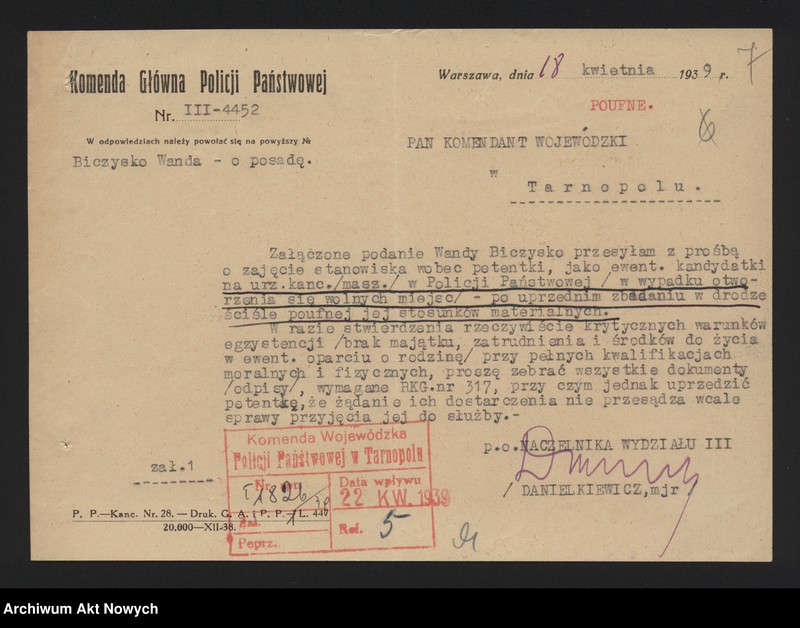 Komenda Główna Policji Państwowej
Nr. III-4452
W odpowiedziach należy powołać się na powyższy №
Biczysko Wanda - o posadę.
Warszawa, dnia 18 kwietnia 1939 r.
7
POUFNE.
PAN KOMENDANT WOJEWÓDZKI
w
Tarnopolu.
Załączone podanie Wandy Biczysko przesyłam z prośbą
o zajęcie stanowiska wobec petentki, jako ewent. kandydatki
na urz.kanc./masz./ w Policji Państwowej / w wypadku otwo-
rzenia się wolnych miejsc/ - po uprzednim zbadaniu w drodze
ściśle poufnej jej stosunków materialnych.
W razie stwierdzenia rzeczywiście krytycznych warunków
egzystencji /brak majątku, zatrudnienia i środków do życia
w ewent. oparciu o rodzinę/ przy pełnych kwalifikacjach
moralnych i fizycznych, proszę zebrać wszystkie dokumenty
/odpisy/, wymagane RKG.nr 317, przy czym jednak uprzedzić
petentkę, że żądanie ich dostarczenia nie przesądza wcale
sprawy przyjęcia jej do służby.-
p.o.NACZELNIKA WYDZIAŁU III
/ DANIELKIEWICZ, mjr /
zał.1
P. P.—Kanc. Nr. 28. — Druk. G. A. i P. P.—L. 447
20.000—XII-38.
Komenda Wojewódzka
Policji Państwowej w Tarnopolu
Data wpływu
22 KW. 1939
Zał. 1
Ref. 5
Poprz.
Archiwum Akt Nowych